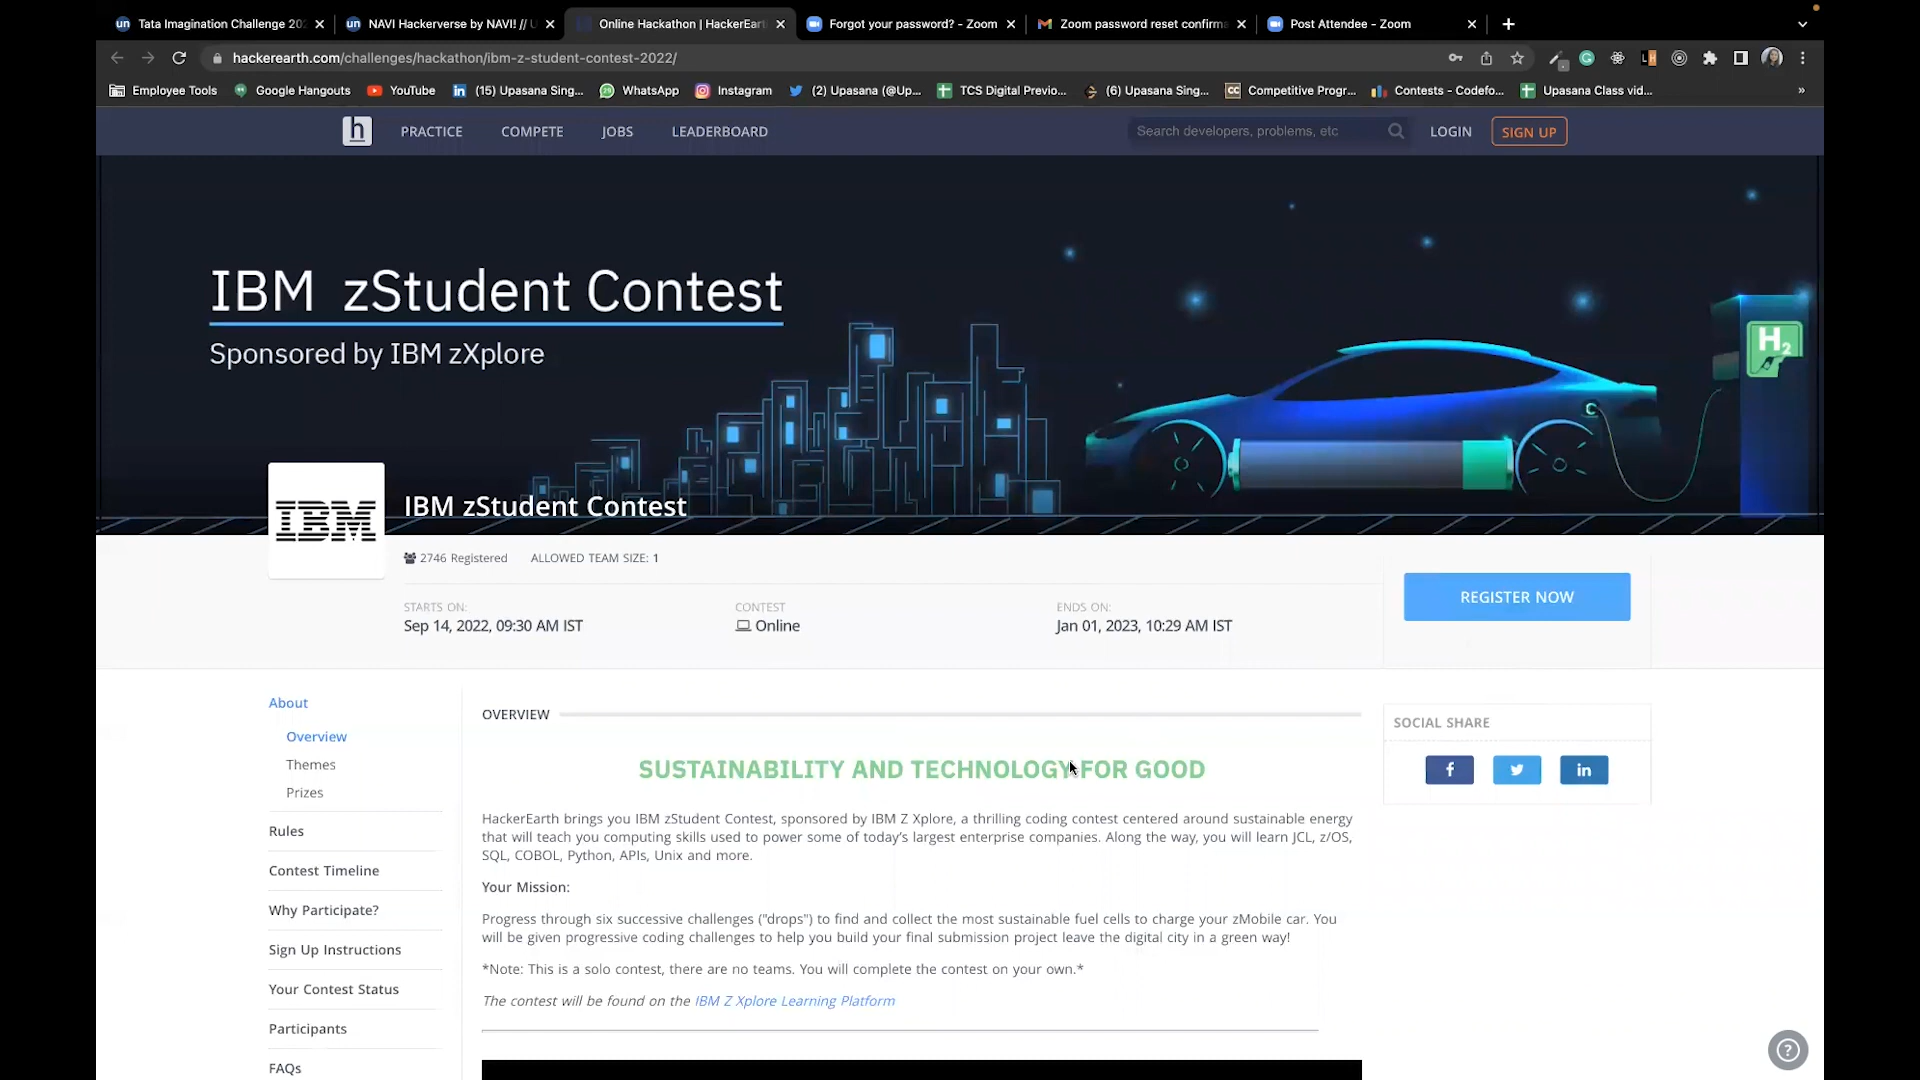 Tata Imagination Challenge 202
NAVI Hackerverse by NAVI! // U
Online Hackathon | HackerEart
Forgot your password? - Zoom
Zoom password reset confirma
Post Attendee - Zoom
hackerearth.com/challenges/hackathon/ibm-z-student-contest-2022/
Employee Tools
Google Hangouts
YouTube
(15) Upasana Sing...
WhatsApp
Instagram
(2) Upasana (@Up...
TCS Digital Previo...
(6) Upasana Sing...
Competitive Progr...
Contests - Codefo...
Upasana Class vid...
»
h PRACTICE COMPETE JOBS LEADERBOARD
Search developers, problems, etc
LOGIN SIGN UP
IBM zStudent Contest
Sponsored by IBM zXplore
H2
IBM
IBM zStudent Contest
2746 Registered ALLOWED TEAM SIZE: 1
STARTS ON:
Sep 14, 2022, 09:30 AM IST
CONTEST
Online
ENDS ON:
Jan 01, 2023, 10:29 AM IST
REGISTER NOW
About
Overview
Themes
Prizes
Rules
Contest Timeline
Why Participate?
Sign Up Instructions
Your Contest Status
Participants
FAQs
OVERVIEW
SUSTAINABILITY AND TECHNOLOGY FOR GOOD
HackerEarth brings you IBM zStudent Contest, sponsored by IBM Z Xplore, a thrilling coding contest centered around sustainable energy
that will teach you computing skills used to power some of today's largest enterprise companies. Along the way, you will learn JCL, z/OS,
SQL, COBOL, Python, APIs, Unix and more.
Your Mission:
Progress through six successive challenges ("drops") to find and collect the most sustainable fuel cells to charge your zMobile car. You
will be given progressive coding challenges to help you build your final submission project leave the digital city in a green way!
*Note: This is a solo contest, there are no teams. You will complete the contest on your own.*
The contest will be found on the IBM Z Xplore Learning Platform
SOCIAL SHARE